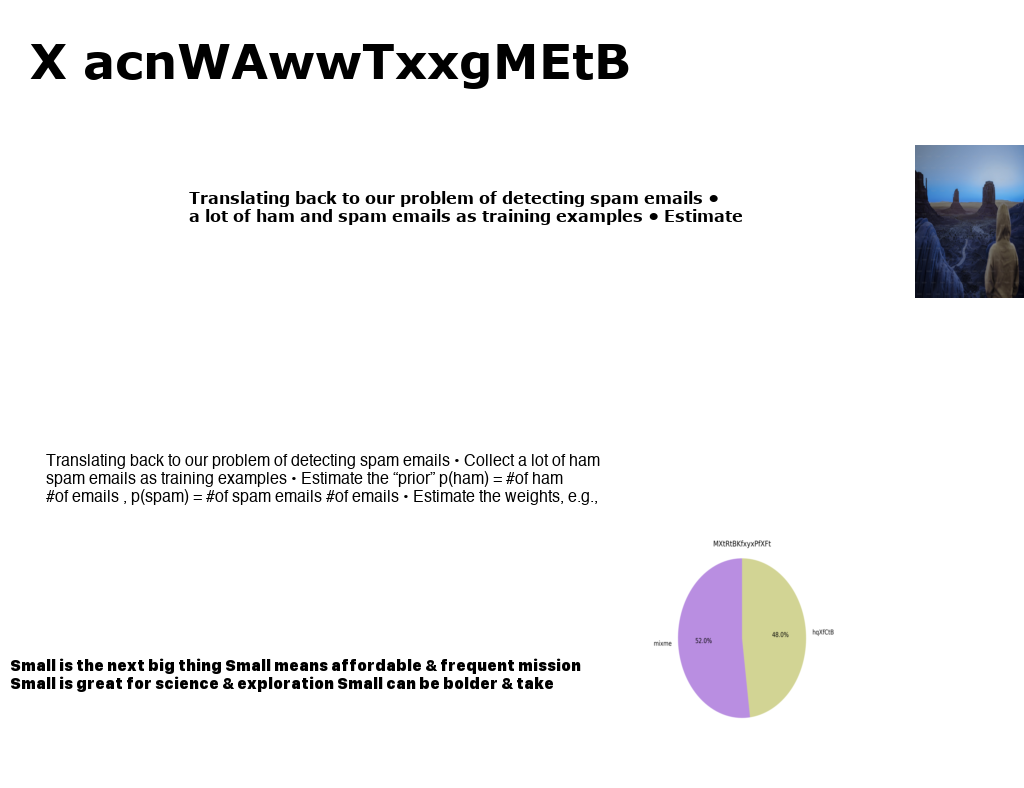 X acnWAwwTxxgMEtB
Translating back to our problem of detecting spam emails •
a lot of ham and spam emails as training examples • Estimate
Translating back to our problem of detecting spam emails • Collect a lot of ham
spam emails as training examples • Estimate the “prior” p(ham) = #of ham
#of emails , p(spam) = #of spam emails #of emails • Estimate the weights, e.g.,
MXtRtBKfxyxPfXFt
52.0%
48.0%
mixme
hqXfCtB
Small is the next big thing Small means affordable & frequent mission
Small is great for science & exploration Small can be bolder & take